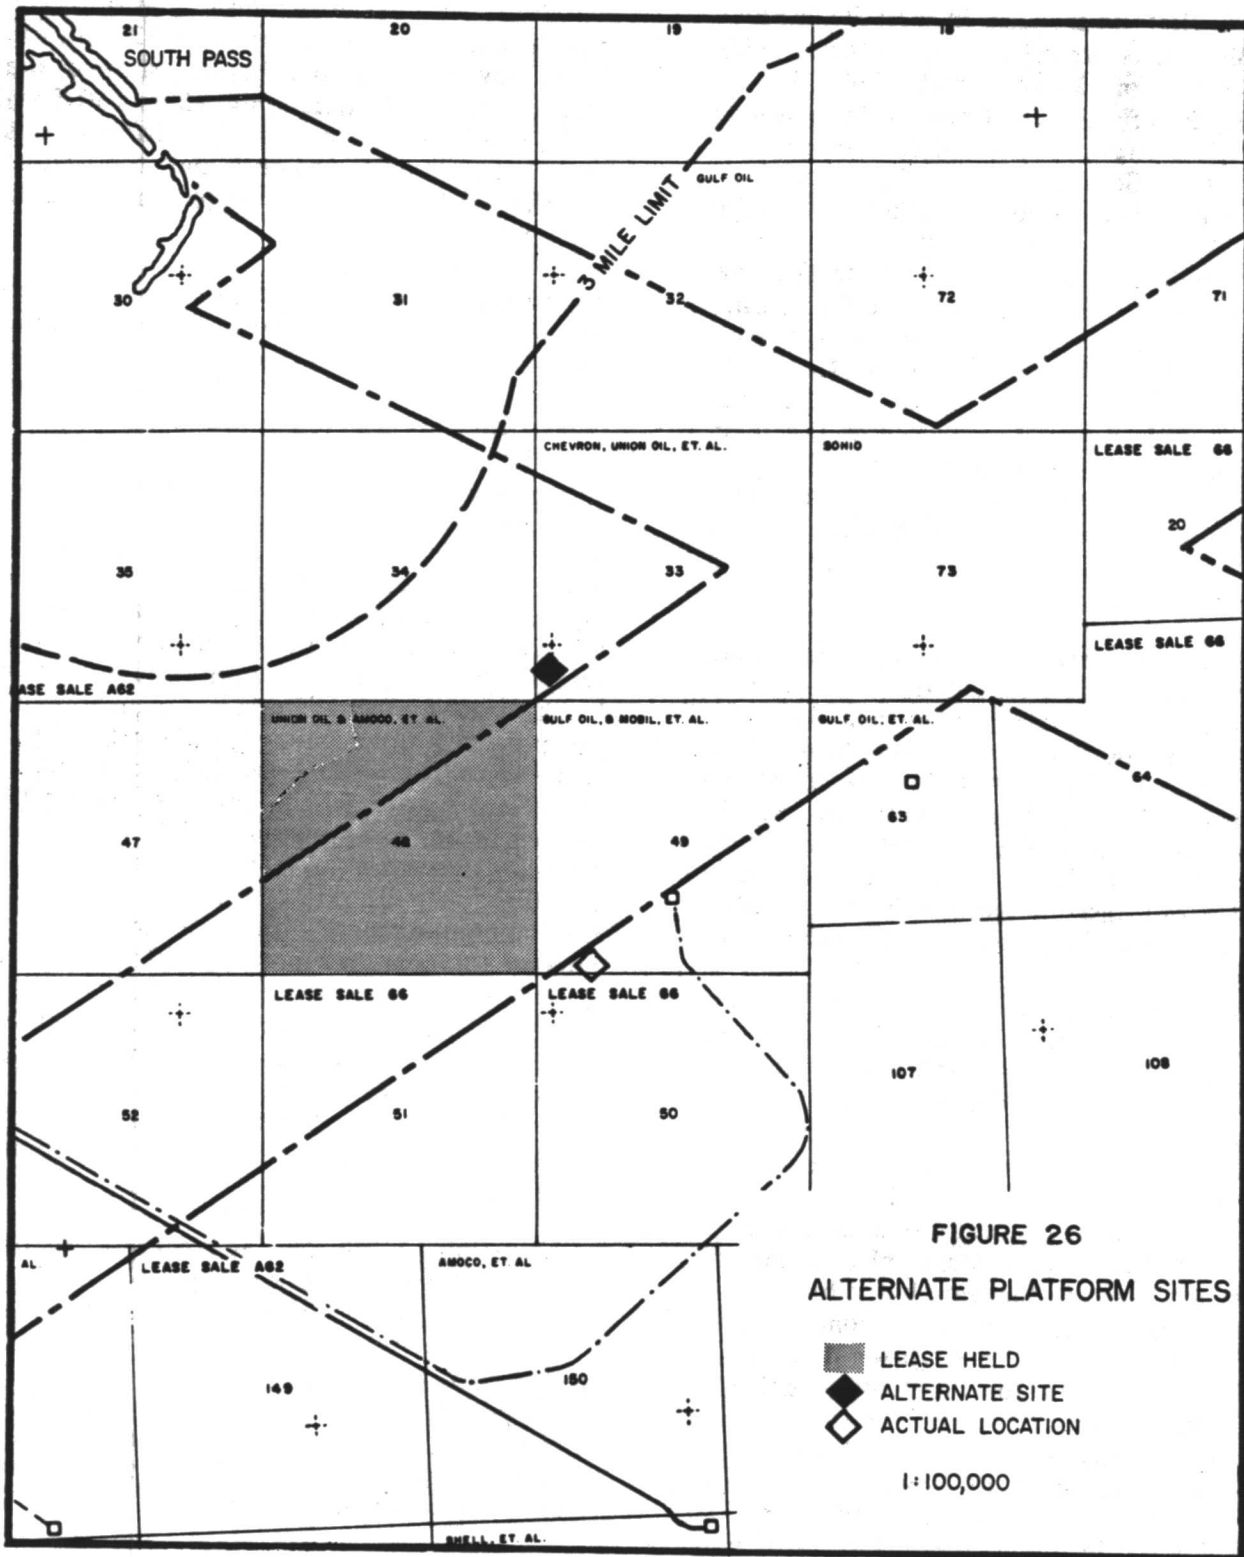 21 20 19 18
SOUTH PASS
GULF OIL
3 MILE LIMIT
30 31 32 72 71
CHEVRON, UNION OIL, ET. AL. SOHIO LEASE SALE 66
20
35 34 33 73
LEASE SALE 66
ASE SALE A62
UNION OIL & AMOCO, ET AL. GULF OIL, & MOBIL, ET. AL. GULF OIL, ET. AL.
64
63
47 48 49
LEASE SALE 66 LEASE SALE 66
107 108
52 51 50
FIGURE 26
AL. LEASE SALE A62 AMOCO, ET. AL
ALTERNATE PLATFORM SITES
LEASE HELD
149 150 ALTERNATE SITE
ACTUAL LOCATION
1:100,000
SHELL, ET. AL.